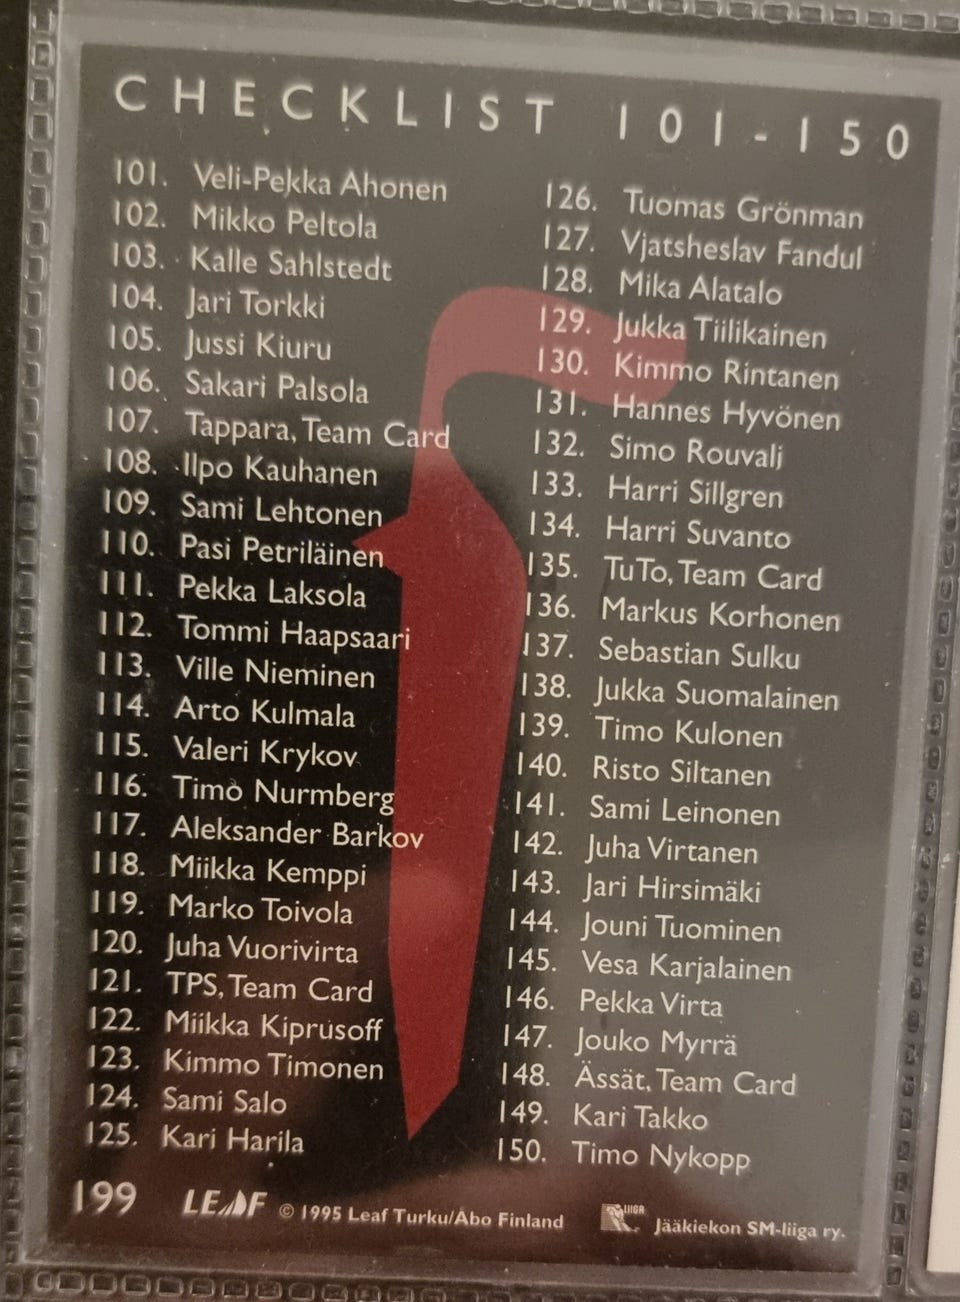 CHECKLIST 101-150
101. Veli-Pekka Ahonen
102. Mikko Peltola
103. Kalle Sahlstedt
104. Jari Torkki
105. Jussi Kiuru
106. Sakari Palsola
107. Tappara, Team Card
108. Ilpo Kauhanen
109. Sami Lehtonen
110. Pasi Petriläinen
111. Pekka Laksola
112. Tommi Haapsaari
113. Ville Nieminen
114. Arto Kulmala
115. Valeri Krykov
116. Timo Nurmberg
117. Aleksander Barkov
118. Miikka Kemppi
119. Marko Toivola
120. Juha Vuorivirta
121. TPS, Team Card
122. Miikka Kiprusoff
123. Kimmo Timonen
124. Sami Salo
125. Kari Harila
126. Tuomas Grönman
127. Vjatsheslav Fandul
128. Mika Alatalo
129. Jukka Tiilikainen
130. Kimmo Rintanen
131. Hannes Hyvönen
132. Simo Rouvalj
133. Harri Sillgren
134. Harri Suvanto
135. TuTo, Team Card
136. Markus Korhonen
137. Sebastian Sulku
138. Jukka Suomalainen
139. Timo Kulonen
140. Risto Siltanen
141. Sami Leinonen
142. Juha Virtanen
143. Jari Hirsimäki
144. Jouni Tuominen
145. Vesa Karjalainen
146. Pekka Virta
147. Jouko Myrrä
148. Ässät, Team Card
149. Kari Takko
150. Timo Nykopp
199 LEAF © 1995 Leaf Turku/Åbo Finland LIIGA Jääkiekon SM-liiga ry.